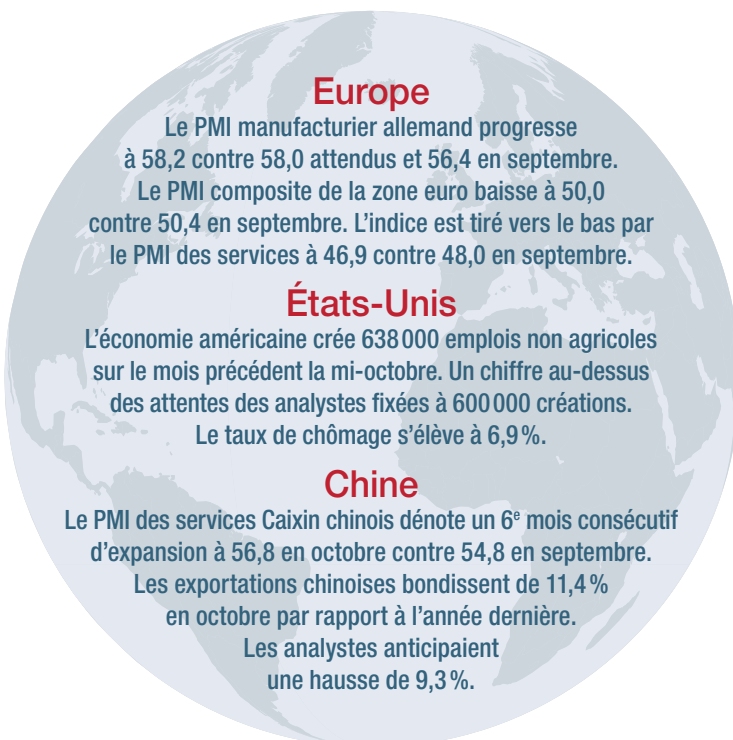 Europe
Le PMI manufacturier allemand progresse
à 58,2 contre 58,0 attendus et 56,4 en septembre.
Le PMI composite de la zone euro baisse à 50,0
contre 50,4 en septembre. L’indice est tiré vers le bas par
le PMI des services à 46,9 contre 48,0 en septembre.
États-Unis
L’économie américaine crée 638 000 emplois non agricoles
sur le mois précédent la mi-octobre. Un chiffre au-dessus
des attentes des analystes fixées à 600 000 créations.
Le taux de chômage s’élève à 6,9 %.
Chine
Le PMI des services Caixin chinois dénote un 6e mois consécutif
d’expansion à 56,8 en octobre contre 54,8 en septembre.
Les exportations chinoises bondissent de 11,4 %
en octobre par rapport à l’année dernière.
Les analystes anticipaient
une hausse de 9,3 %.